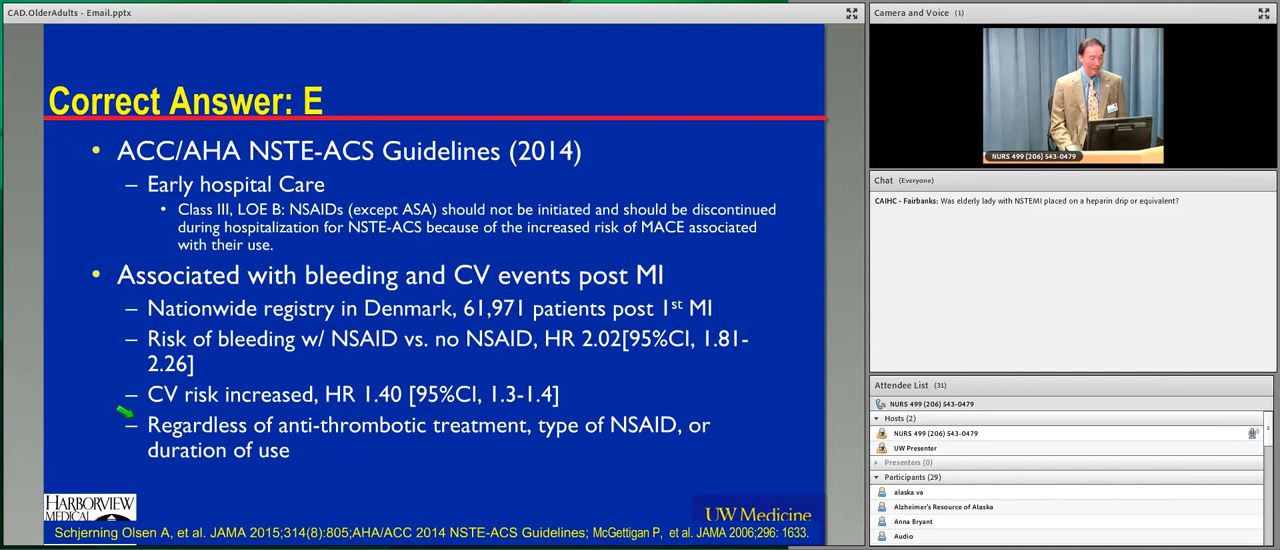 CAD.OlderAdults - Email.pptx
Correct Answer: E
• ACC/AHA NSTE-ACS Guidelines (2014)
– Early hospital Care
• Class III, LOE B: NSAIDs (except ASA) should not be initiated and should be discontinued
during hospitalization for NSTE-ACS because of the increased risk of MACE associated
with their use.
• Associated with bleeding and CV events post MI
– Nationwide registry in Denmark, 61,971 patients post 1st MI
– Risk of bleeding w/ NSAID vs. no NSAID, HR 2.02[95%CI, 1.81-
2.26]
– CV risk increased, HR 1.40 [95%CI, 1.3-1.4]
– Regardless of anti-thrombotic treatment, type of NSAID, or
duration of use
HARBORVIEW
MEDICAL
UW Medicine
Schjerning Olsen A, et al. JAMA 2015;314(8):805;AHA/ACC 2014 NSTE-ACS Guidelines; McGettigan P, et al. JAMA 2006;296: 1633.
Camera and Voice (1)
NURS 499 (206) 543-0479
Chat (Everyone)
CAIHC - Fairbanks: Was elderly lady with NSTEMI placed on a heparin drip or equivalent?
Attendee List (31)
NURS 499 (206) 543-0479
Hosts (2)
NURS 499 (206) 543-0479
UW Presenter
Presenters (0)
Participants (29)
alaska va
Alzheimer's Resource of Alaska
Anna Bryant
Audio